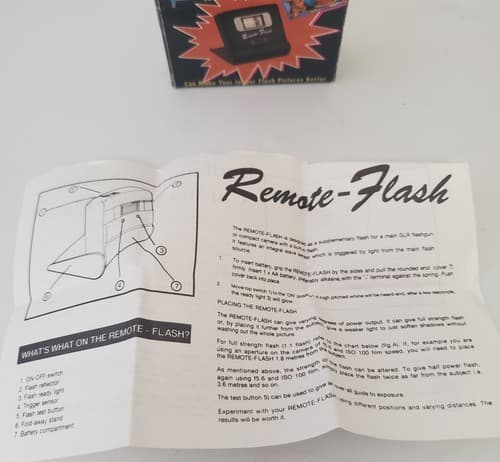 Remote Flash
Can Make Your Flash Pictures Better
Remote-Flash
The REMOTE-FLASH is designed as a supplementary flash for a main SLR flashgun
or compact camera with a built in flash.
It features an integral slave sensor which is triggered by light from the main flash
source.
1. To insert battery, grip the REMOTE-FLASH by the sides and pull the rounded end cover 7)
firmly. Insert 1 x AA battery, preferably alkaline, with the terminal against the spring. Push
cover back into place.
2. Move top switch 1) to the 'ON' position. A high pitched whine will be heard and, after a few seconds,
the ready light 3) will glow.
PLACING THE REMOTE-FLASH
The REMOTE-FLASH can give varying degrees of power output. It can give full strength flash
or, by placing it further from the subject, give a weaker light to just soften shadows without
washing out the whole picture.
For full strength flash (1.1 flash) refer to the chart below (fig A). If, for example you are
using an aperture on the camera of and ISO 100 film speed, you will need to place
the REMOTE-FLASH 1.8 metres from the subject.
As mentioned, the strength of the flash can be altered. To give half power flash,
again using f5.6 and ISO 100 film, simply place the flash twice as far from the subject i.e.
3.6 metres and so on.
The test button 5) can be used to give an over-all guide to exposure.
Experiment with your REMOTE-FLASH using different positions and varying distances. The
results will be worth it.
3
4
7
WHAT'S WHAT ON THE REMOTE - FLASH?
1. ON-OFF switch
2. Flash reflector
3. Flash ready light
4. Trigger sensor
5. Flash test button
6. Fold-away stand
7. Battery compartment